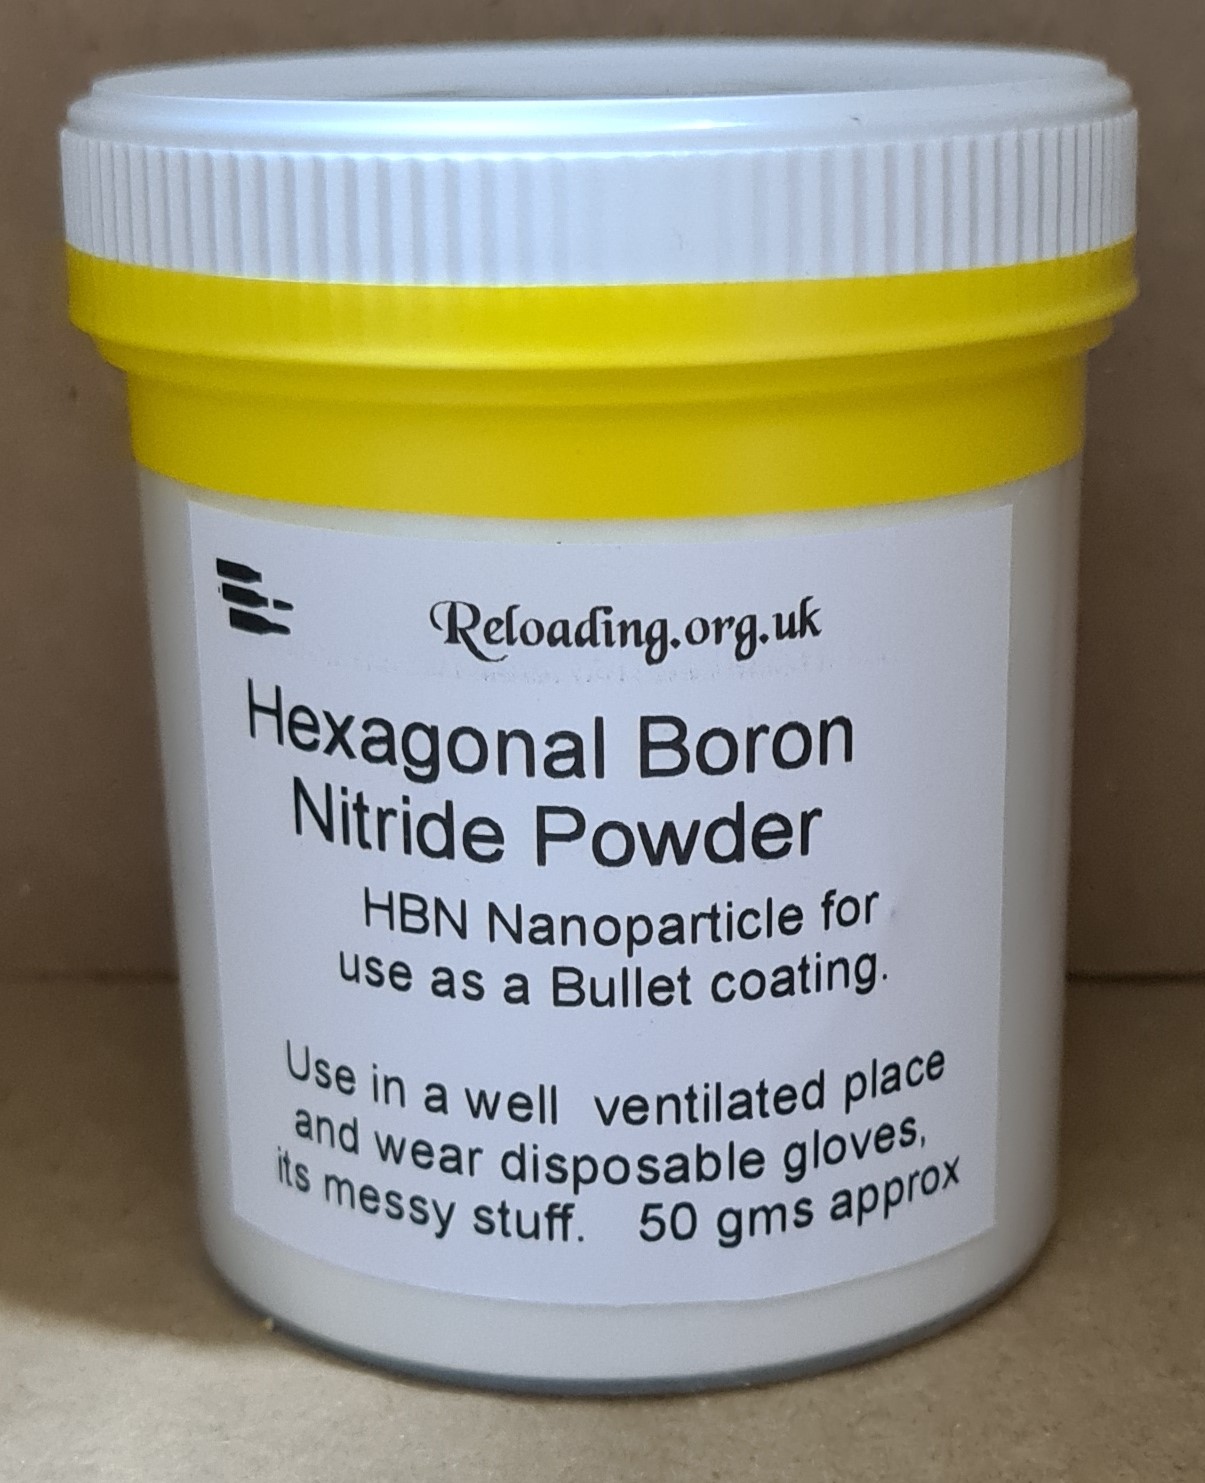 Reloading.org.uk
Hexagonal Boron
Nitride Powder
HBN Nanoparticle for
use as a Bullet coating.
Use in a well ventilated place
and wear disposable gloves,
its messy stuff. 50 gms approx